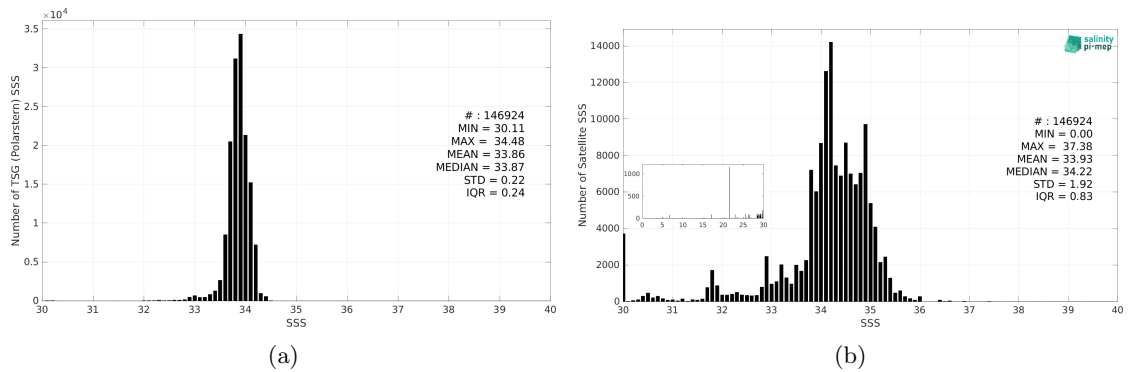 ×10⁴
3.5
3
2.5
2
1.5
1
0.5
0
Number of TSG (Polarstern) SSS
# : 146924
MIN = 30.11
MAX = 34.48
MEAN = 33.86
MEDIAN = 33.87
STD = 0.22
IQR = 0.24
30 31 32 33 34 35 36 37 38 39 40
SSS
(a)
salinity
pi-mep
14000
12000
10000
8000
6000
4000
2000
0
Number of Satellite SSS
# : 146924
MIN = 0.00
MAX = 37.38
MEAN = 33.93
MEDIAN = 34.22
STD = 1.92
IQR = 0.83
1000
500
0
0 5 10 15 20 25 30
30 31 32 33 34 35 36 37 38 39 40
SSS
(b)